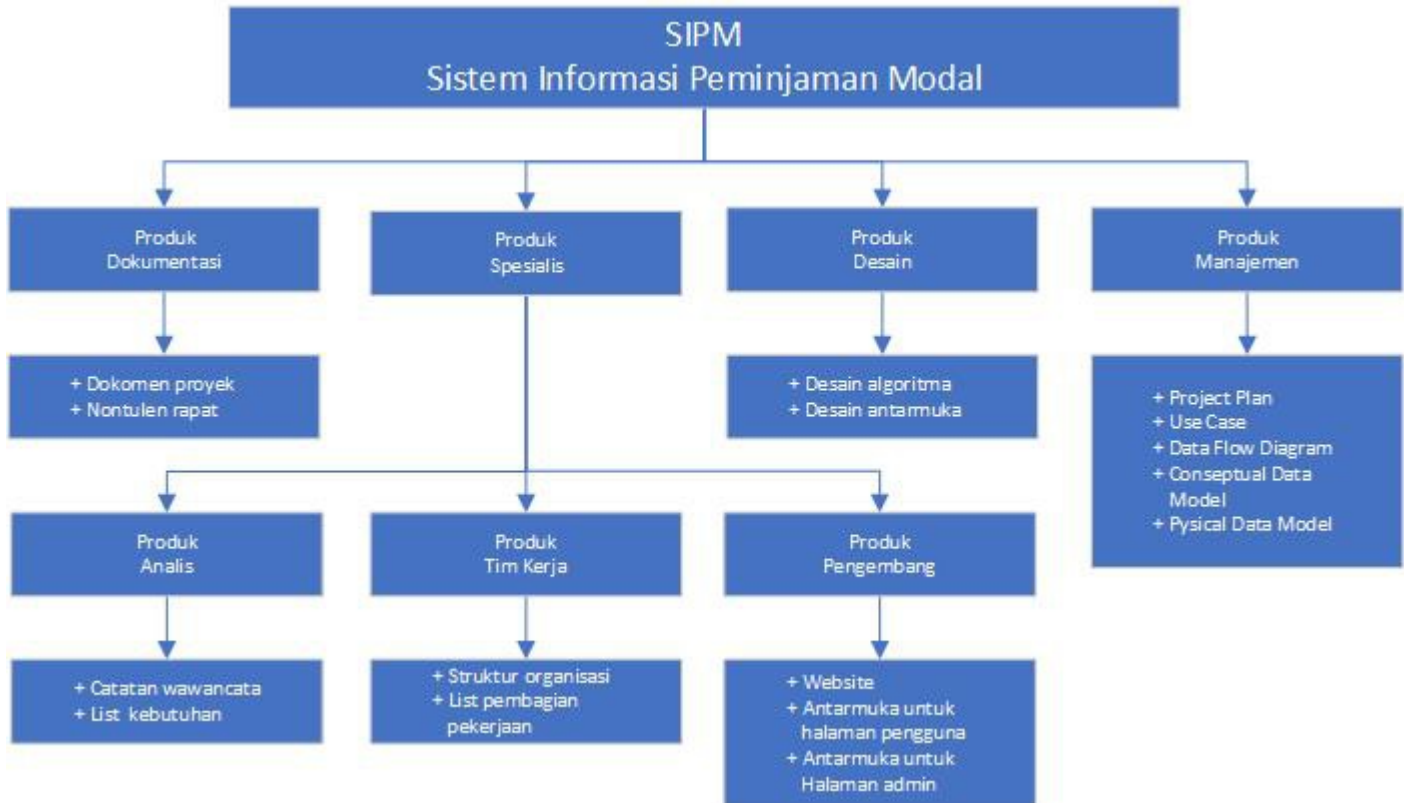 SIPM
Sistem Informasi Peminjaman Modal
Produk
Dokumentasi
Produk
Spesialis
Produk
Desain
Produk
Manajemen
+ Dokomen proyek
+ Nontulen rapat
+ Desain algoritma
+ Desain antarmuka
+ Project Plan
+ Use Case
+ Data Flow Diagram
+ Conseptual Data
Model
+ Pysical Data Model
Produk
Analis
Produk
Tim Kerja
Produk
Pengembang
+ Catatan wawancata
+ List kebutuhan
+ Struktur organisasi
+ List pembagian
pekerjaan
+ Website
+ Antarmuka untuk
halaman pengguna
+ Antarmuka untuk
Halaman admin